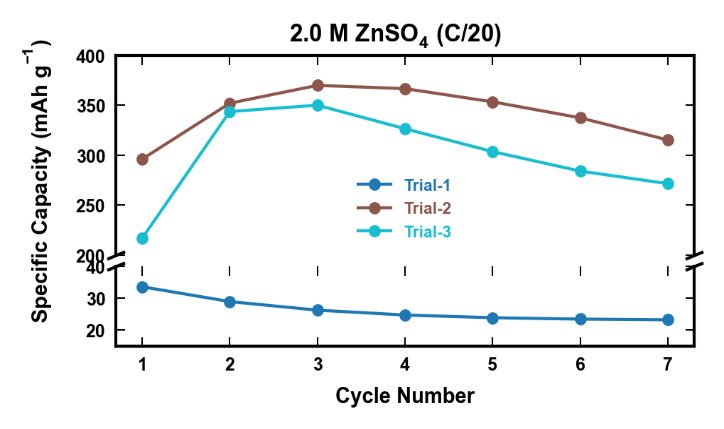 2.0 M ZnSO₄ (C/20)
Specific Capacity (mAh g⁻¹)
400
350
300
250
200
40
30
20
Trial-1
Trial-2
Trial-3
1 2 3 4 5 6 7
Cycle Number